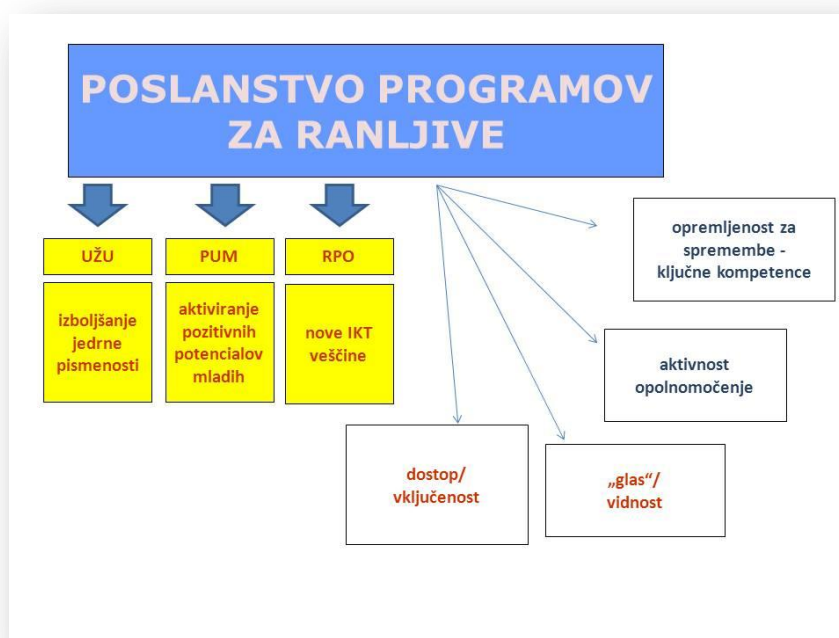 POSLANSTVO PROGRAMOV
ZA RANLJIVE
UŽU
PUM
RPO
izboljšanje
jedrne
pismenosti
aktiviranje
pozitivnih
potencialov
mladih
nove IKT
veščine
opremljenost za
spremembe -
ključne kompetence
aktivnost
opolnomočenje
dostop/
vključenost
„glas“/
vidnost